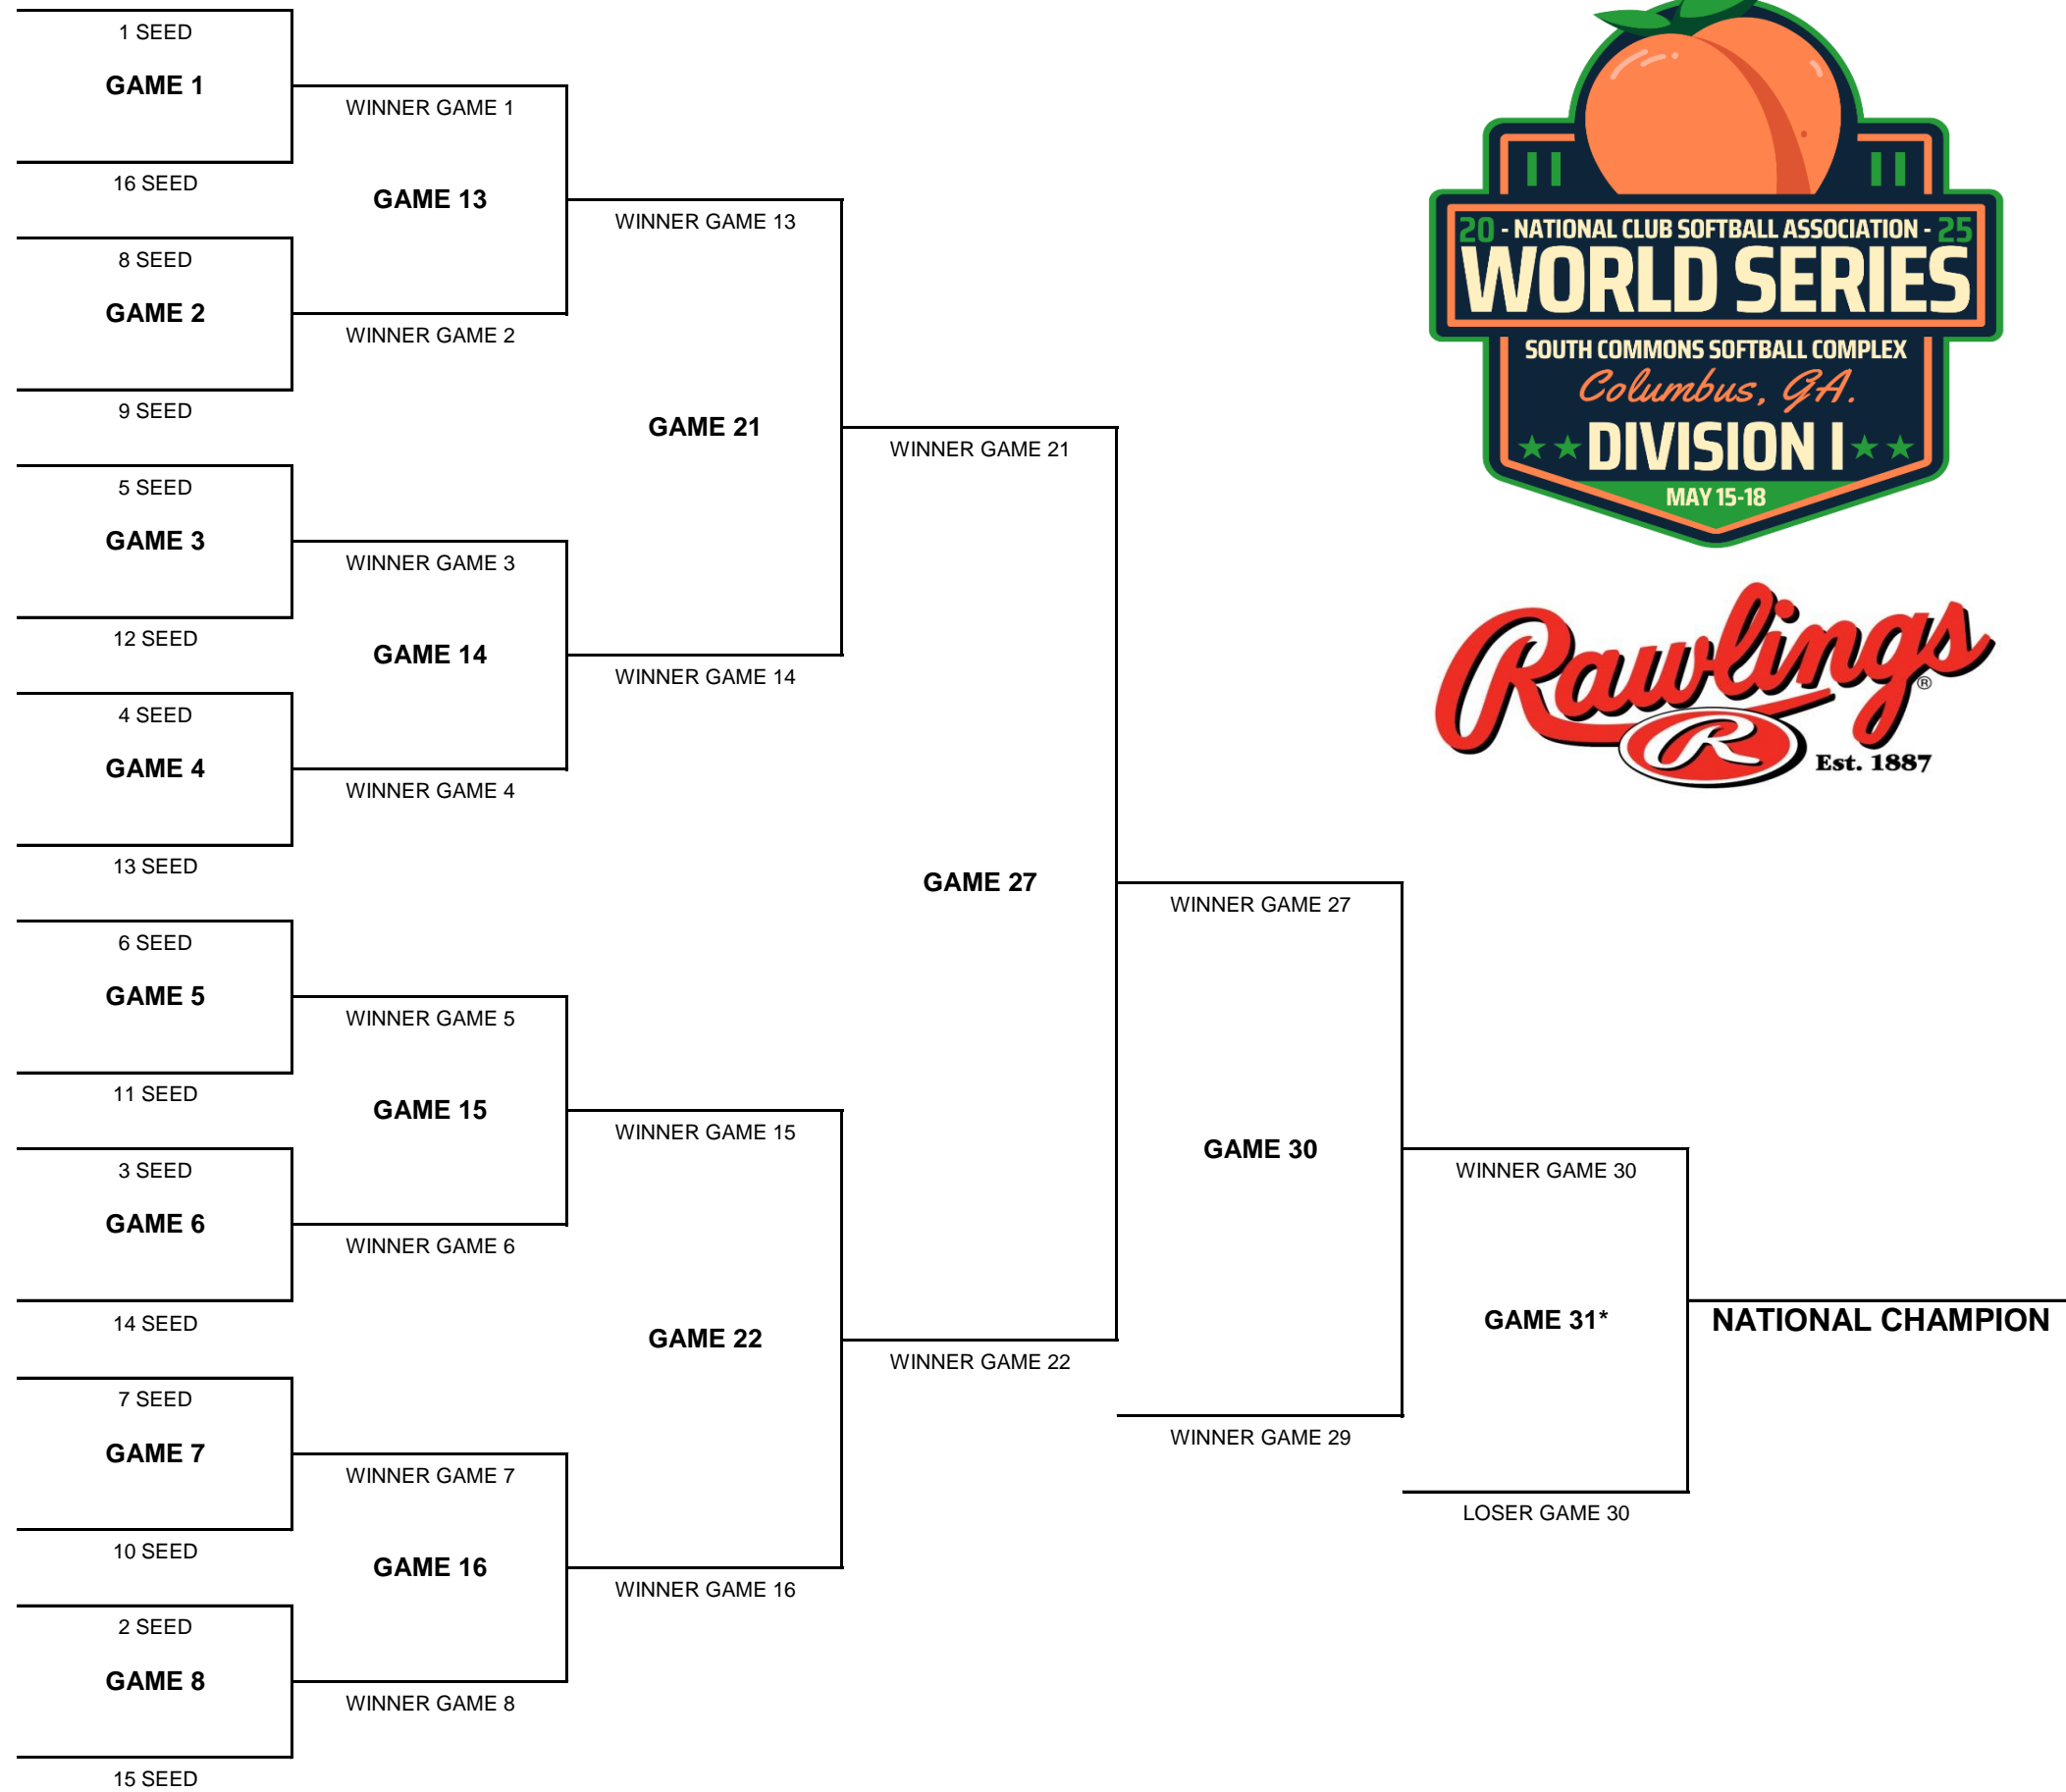 1 SEED
GAME 1
WINNER GAME 1
16 SEED
GAME 13
WINNER GAME 13
8 SEED
GAME 2
WINNER GAME 2
9 SEED
GAME 21
WINNER GAME 21
5 SEED
GAME 3
WINNER GAME 3
12 SEED
GAME 14
WINNER GAME 14
4 SEED
GAME 4
WINNER GAME 4
13 SEED
GAME 27
WINNER GAME 27
6 SEED
GAME 5
WINNER GAME 5
11 SEED
GAME 15
WINNER GAME 15
3 SEED
GAME 6
WINNER GAME 6
14 SEED
GAME 22
WINNER GAME 22
7 SEED
GAME 7
WINNER GAME 7
10 SEED
GAME 16
WINNER GAME 16
2 SEED
GAME 8
WINNER GAME 8
15 SEED
GAME 30
WINNER GAME 30
WINNER GAME 29
GAME 31*
LOSER GAME 30
NATIONAL CHAMPION
20 - NATIONAL CLUB SOFTBALL ASSOCIATION - 25
WORLD SERIES
SOUTH COMMONS SOFTBALL COMPLEX
Columbus, GA.
DIVISION I
MAY 15-18
Rawlings®
R
Est. 1887